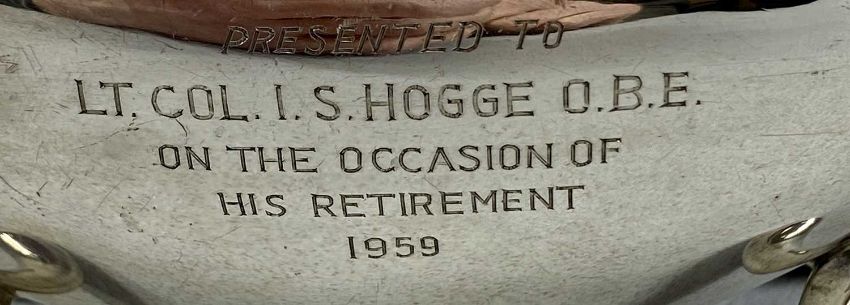 PRESENTED TO
LT. COL. I. S. HOGGE O.B.E.
ON THE OCCASION OF
HIS RETIREMENT
1959